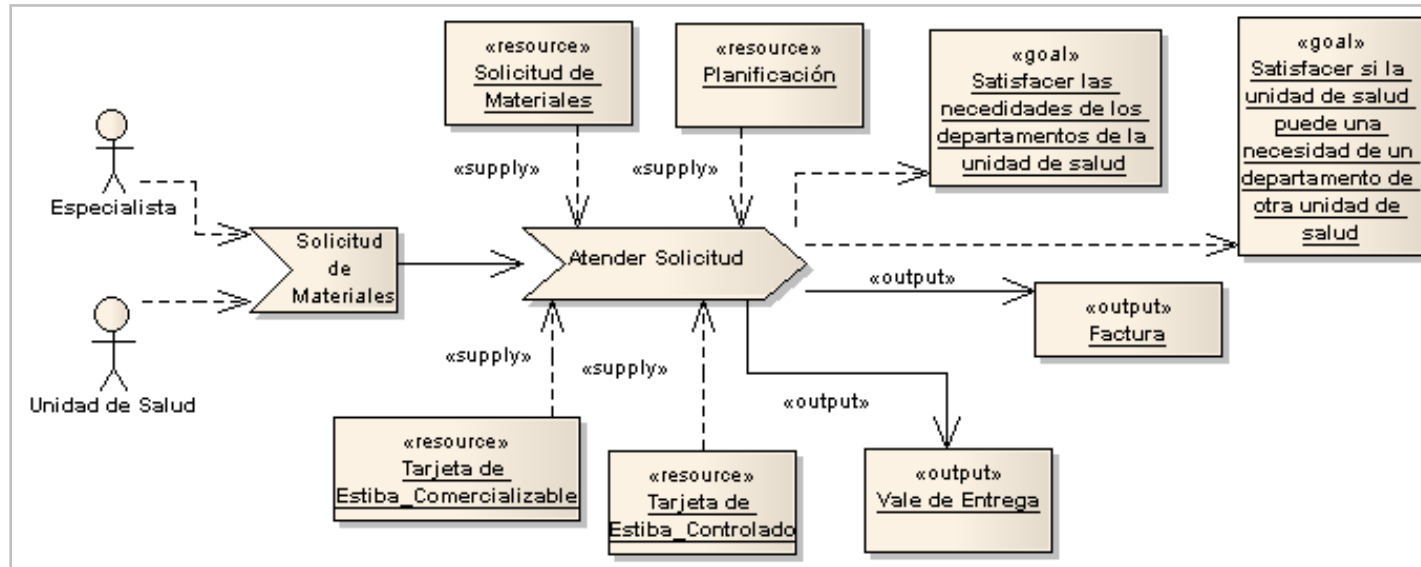 «resource»
Solicitud de
Materiales
«resource»
Planificación
«goal»
Satisfacer las
necedidades de los
departamentos de la
unidad de salud
«goal»
Satisfacer si la
unidad de salud
puede una
necesidad de un
departamento de
otra unidad de
salud
«supply»
«supply»
Especialista
Solicitud
de
Materiales
Atender Solicitud
«output»
«output»
Factura
Unidad de Salud
«supply»
«supply»
«output»
«resource»
Tarjeta de
Estiba_Comercializable
«resource»
Tarjeta de
Estiba_Controlado
«output»
Vale de Entrega